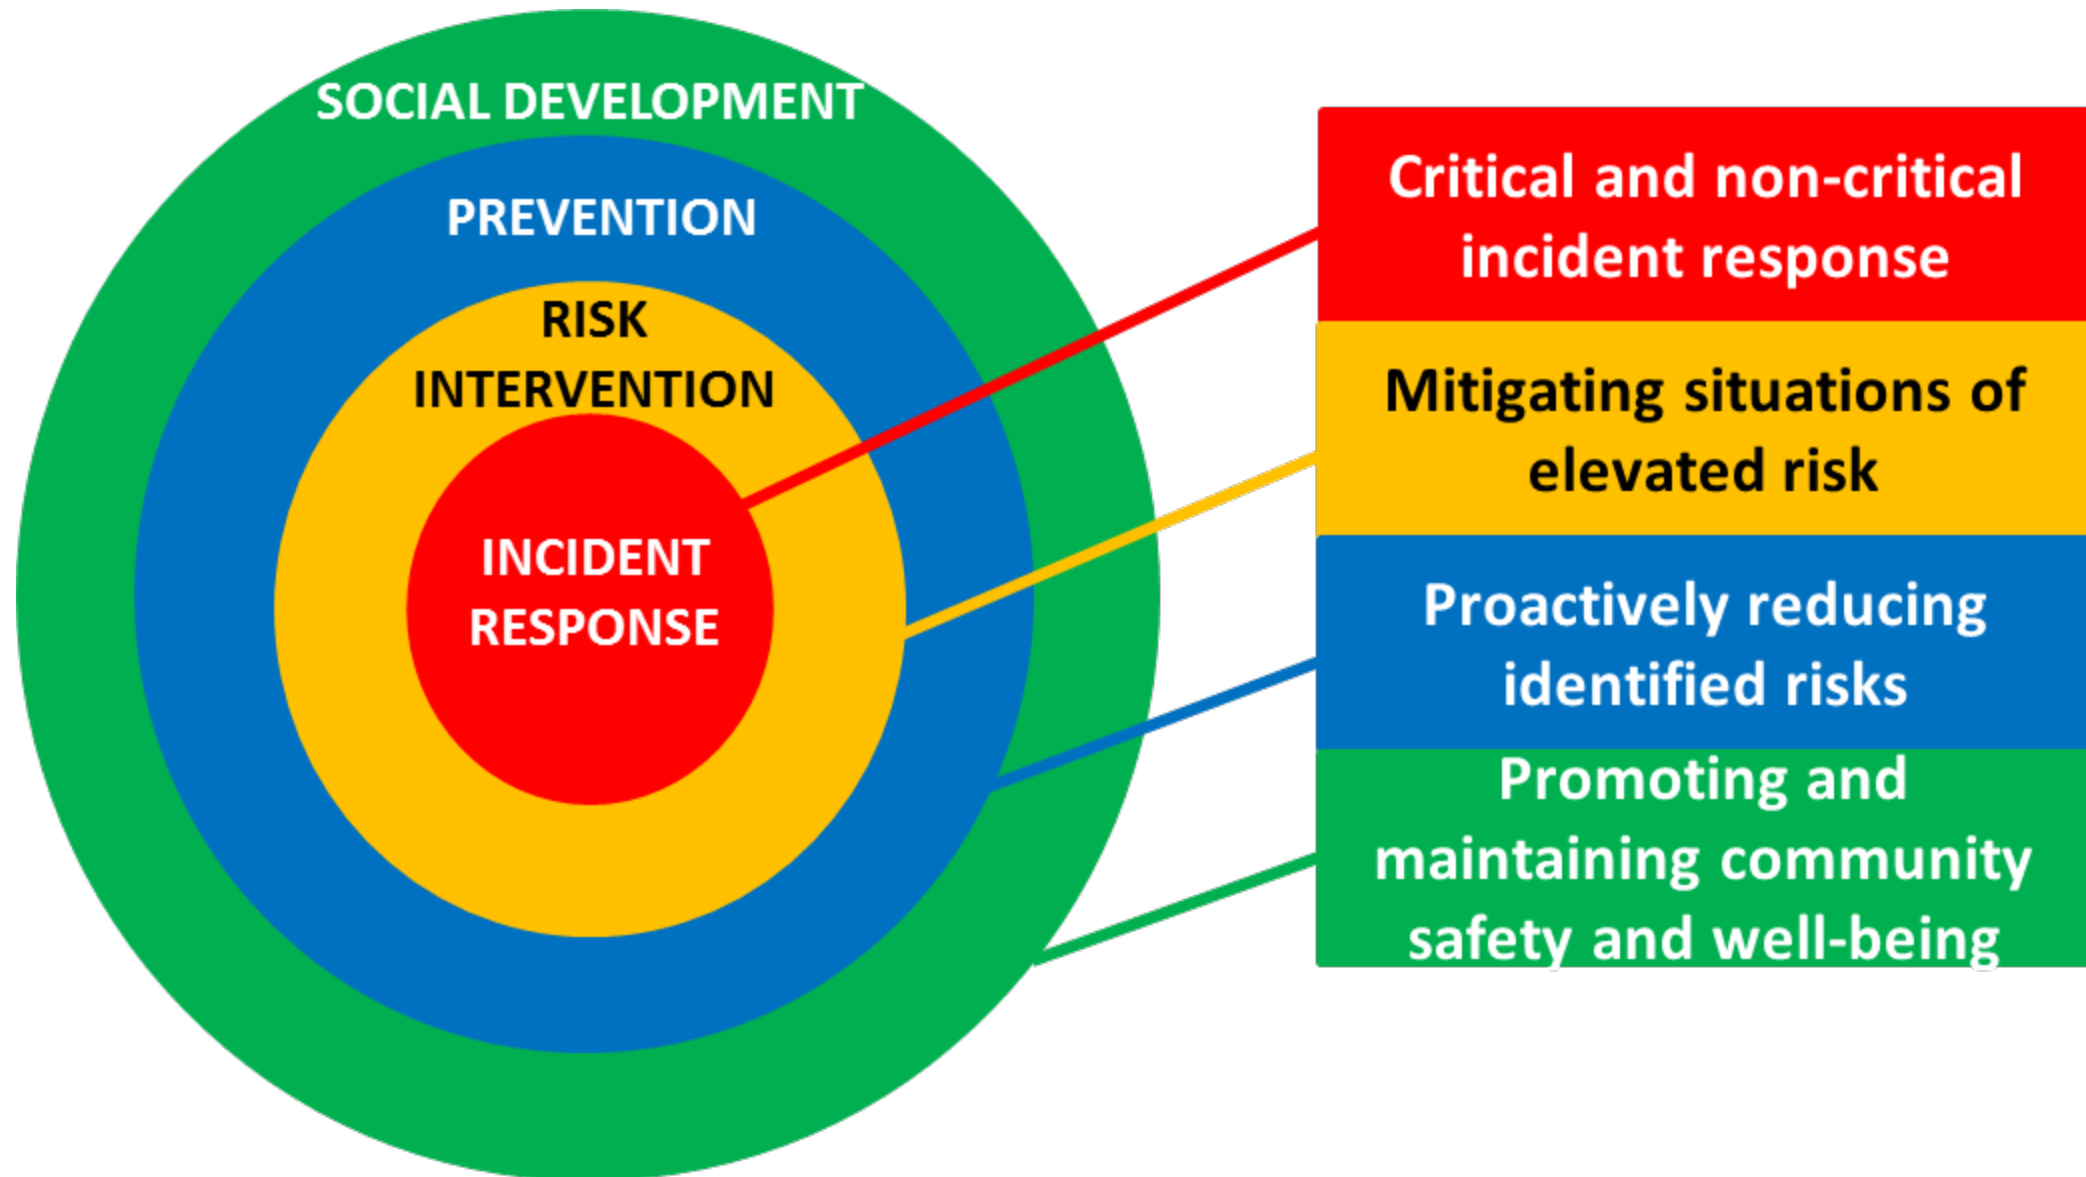 SOCIAL DEVELOPMENT
PREVENTION
RISK
INTERVENTION
INCIDENT
RESPONSE
Critical and non-critical
incident response
Mitigating situations of
elevated risk
Proactively reducing
identified risks
Promoting and
maintaining community
safety and well-being